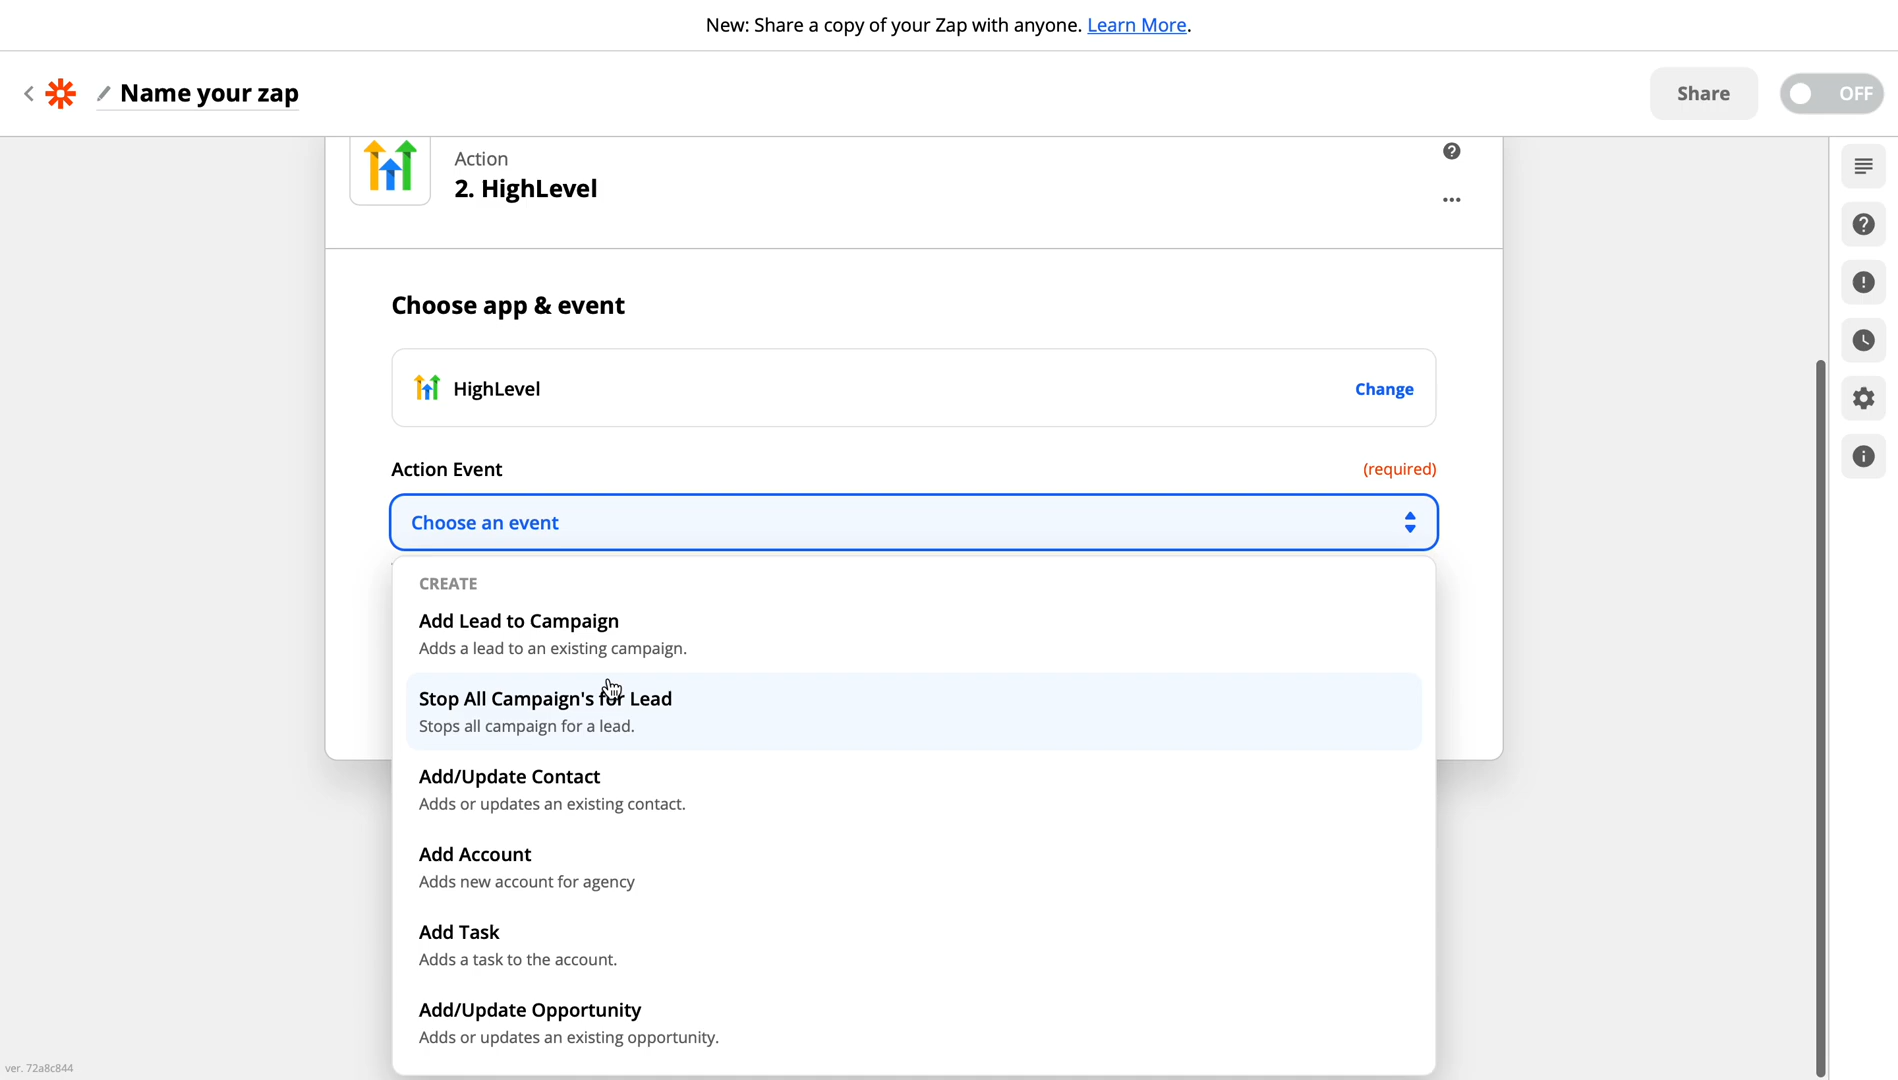 New: Share a copy of your Zap with anyone. Learn More.
Name your zap
Share
OFF
Action
2. HighLevel
Choose app & event
HighLevel
Change
Action Event
(required)
Choose an event
CREATE
Add Lead to Campaign
Adds a lead to an existing campaign.
Stop All Campaign's for Lead
Stops all campaign for a lead.
Add/Update Contact
Adds or updates an existing contact.
Add Account
Adds new account for agency
Add Task
Adds a task to the account.
Add/Update Opportunity
Adds or updates an existing opportunity.
ver. 72a8c844